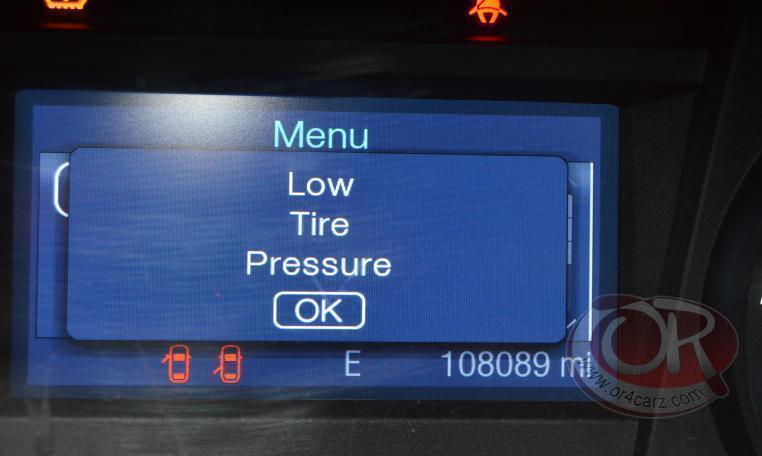 Menu
Low
Tire
Pressure
OK
E 108089 mi
OR
www.or4carz.com